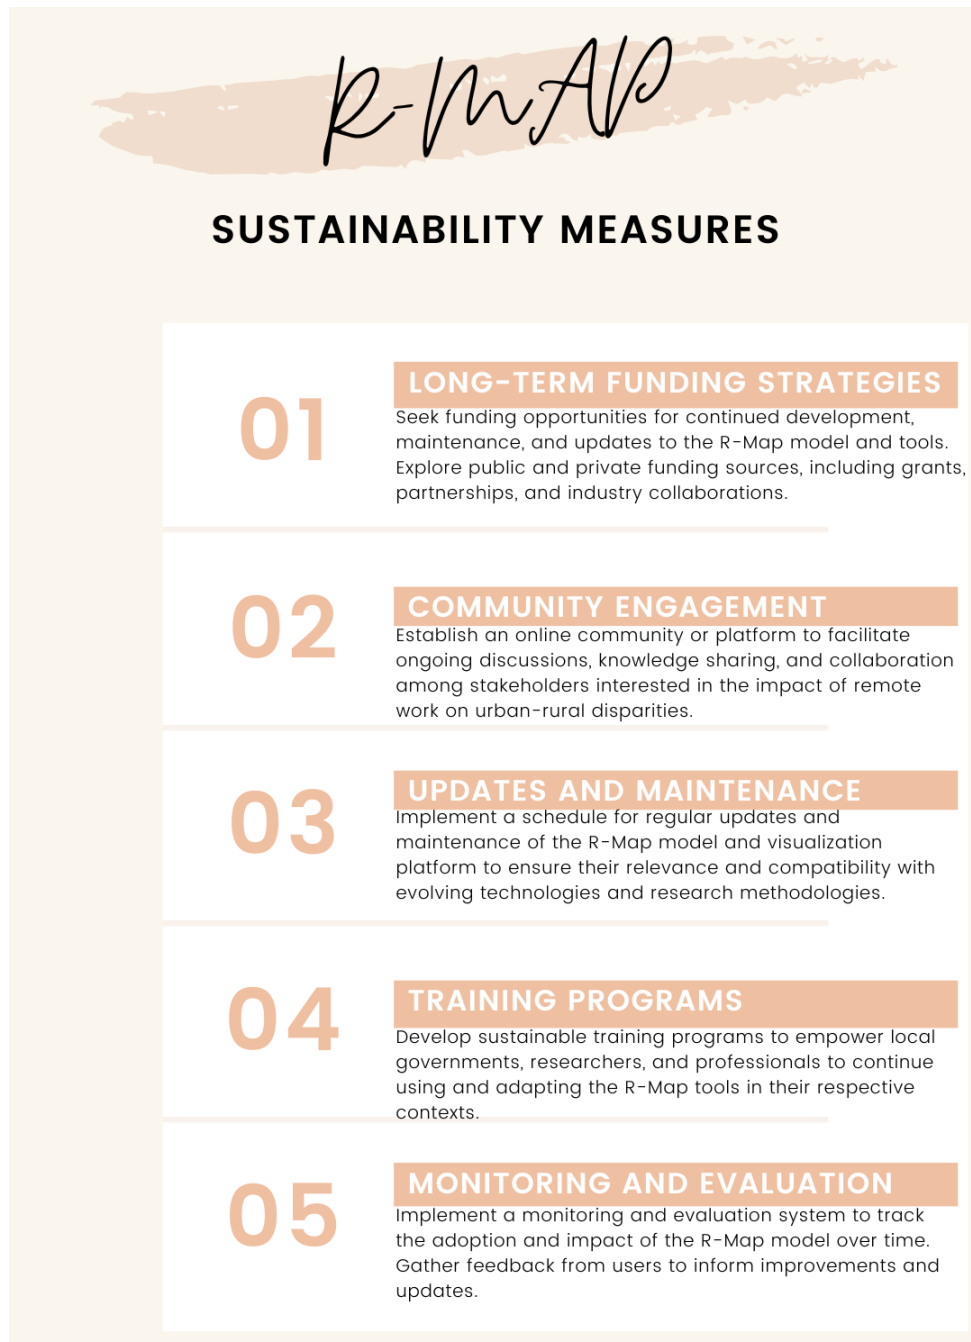 R-MAP
SUSTAINABILITY MEASURES
01
LONG-TERM FUNDING STRATEGIES
Seek funding opportunities for continued development,
maintenance, and updates to the R-Map model and tools.
Explore public and private funding sources, including grants,
partnerships, and industry collaborations.
02
COMMUNITY ENGAGEMENT
Establish an online community or platform to facilitate
ongoing discussions, knowledge sharing, and collaboration
among stakeholders interested in the impact of remote
work on urban-rural disparities.
03
UPDATES AND MAINTENANCE
Implement a schedule for regular updates and
maintenance of the R-Map model and visualization
platform to ensure their relevance and compatibility with
evolving technologies and research methodologies.
04
TRAINING PROGRAMS
Develop sustainable training programs to empower local
governments, researchers, and professionals to continue
using and adapting the R-Map tools in their respective
contexts.
05
MONITORING AND EVALUATION
Implement a monitoring and evaluation system to track
the adoption and impact of the R-Map model over time.
Gather feedback from users to inform improvements and
updates.